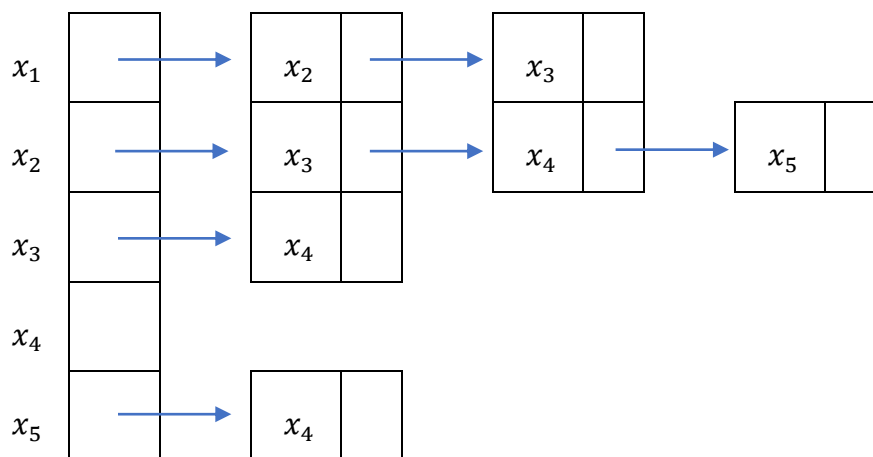 x₁ x₂ x₃
x₂ x₃ x₄ x₅
x₃ x₄
x₄
x₅ x₄